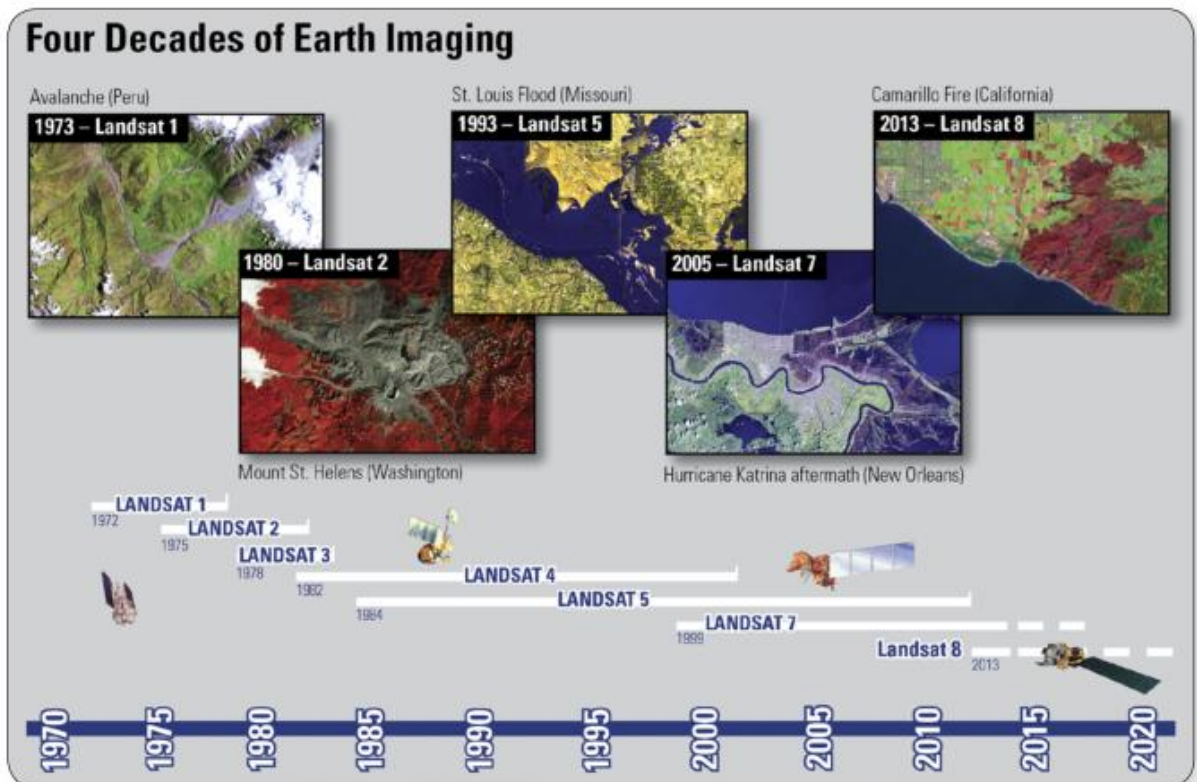 Four Decades of Earth Imaging
Avalanche (Peru)
1973 – Landsat 1
St. Louis Flood (Missouri)
1993 – Landsat 5
Camarillo Fire (California)
2013 – Landsat 8
1980 – Landsat 2
Mount St. Helens (Washington)
2005 – Landsat 7
Hurricane Katrina aftermath (New Orleans)
LANDSAT 1
1972
LANDSAT 2
1975
LANDSAT 3
1978
LANDSAT 4
1982
LANDSAT 5
1984
LANDSAT 7
1999
Landsat 8
2013
1970 1975 1980 1985 1990 1995 2000 2005 2010 2015 2020